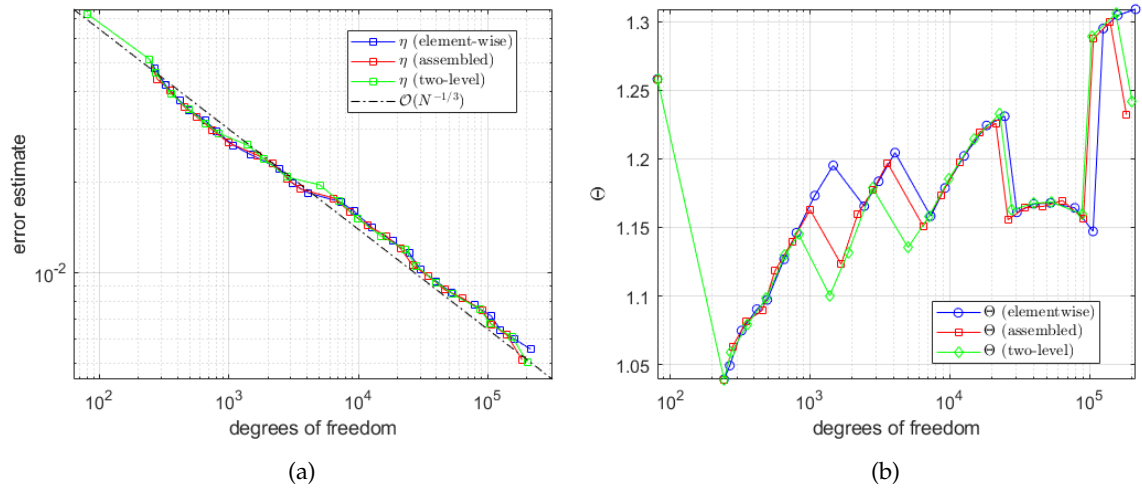 η (element-wise)
η (assembled)
η (two-level)
𝒪(N^{-1/3})
error estimate
10^{-2}
10^2
10^3
10^4
10^5
degrees of freedom
(a)
1.3
1.25
1.2
1.15
1.1
1.05
Θ
Θ (elementwise)
Θ (assembled)
Θ (two-level)
10^2
10^3
10^4
10^5
degrees of freedom
(b)